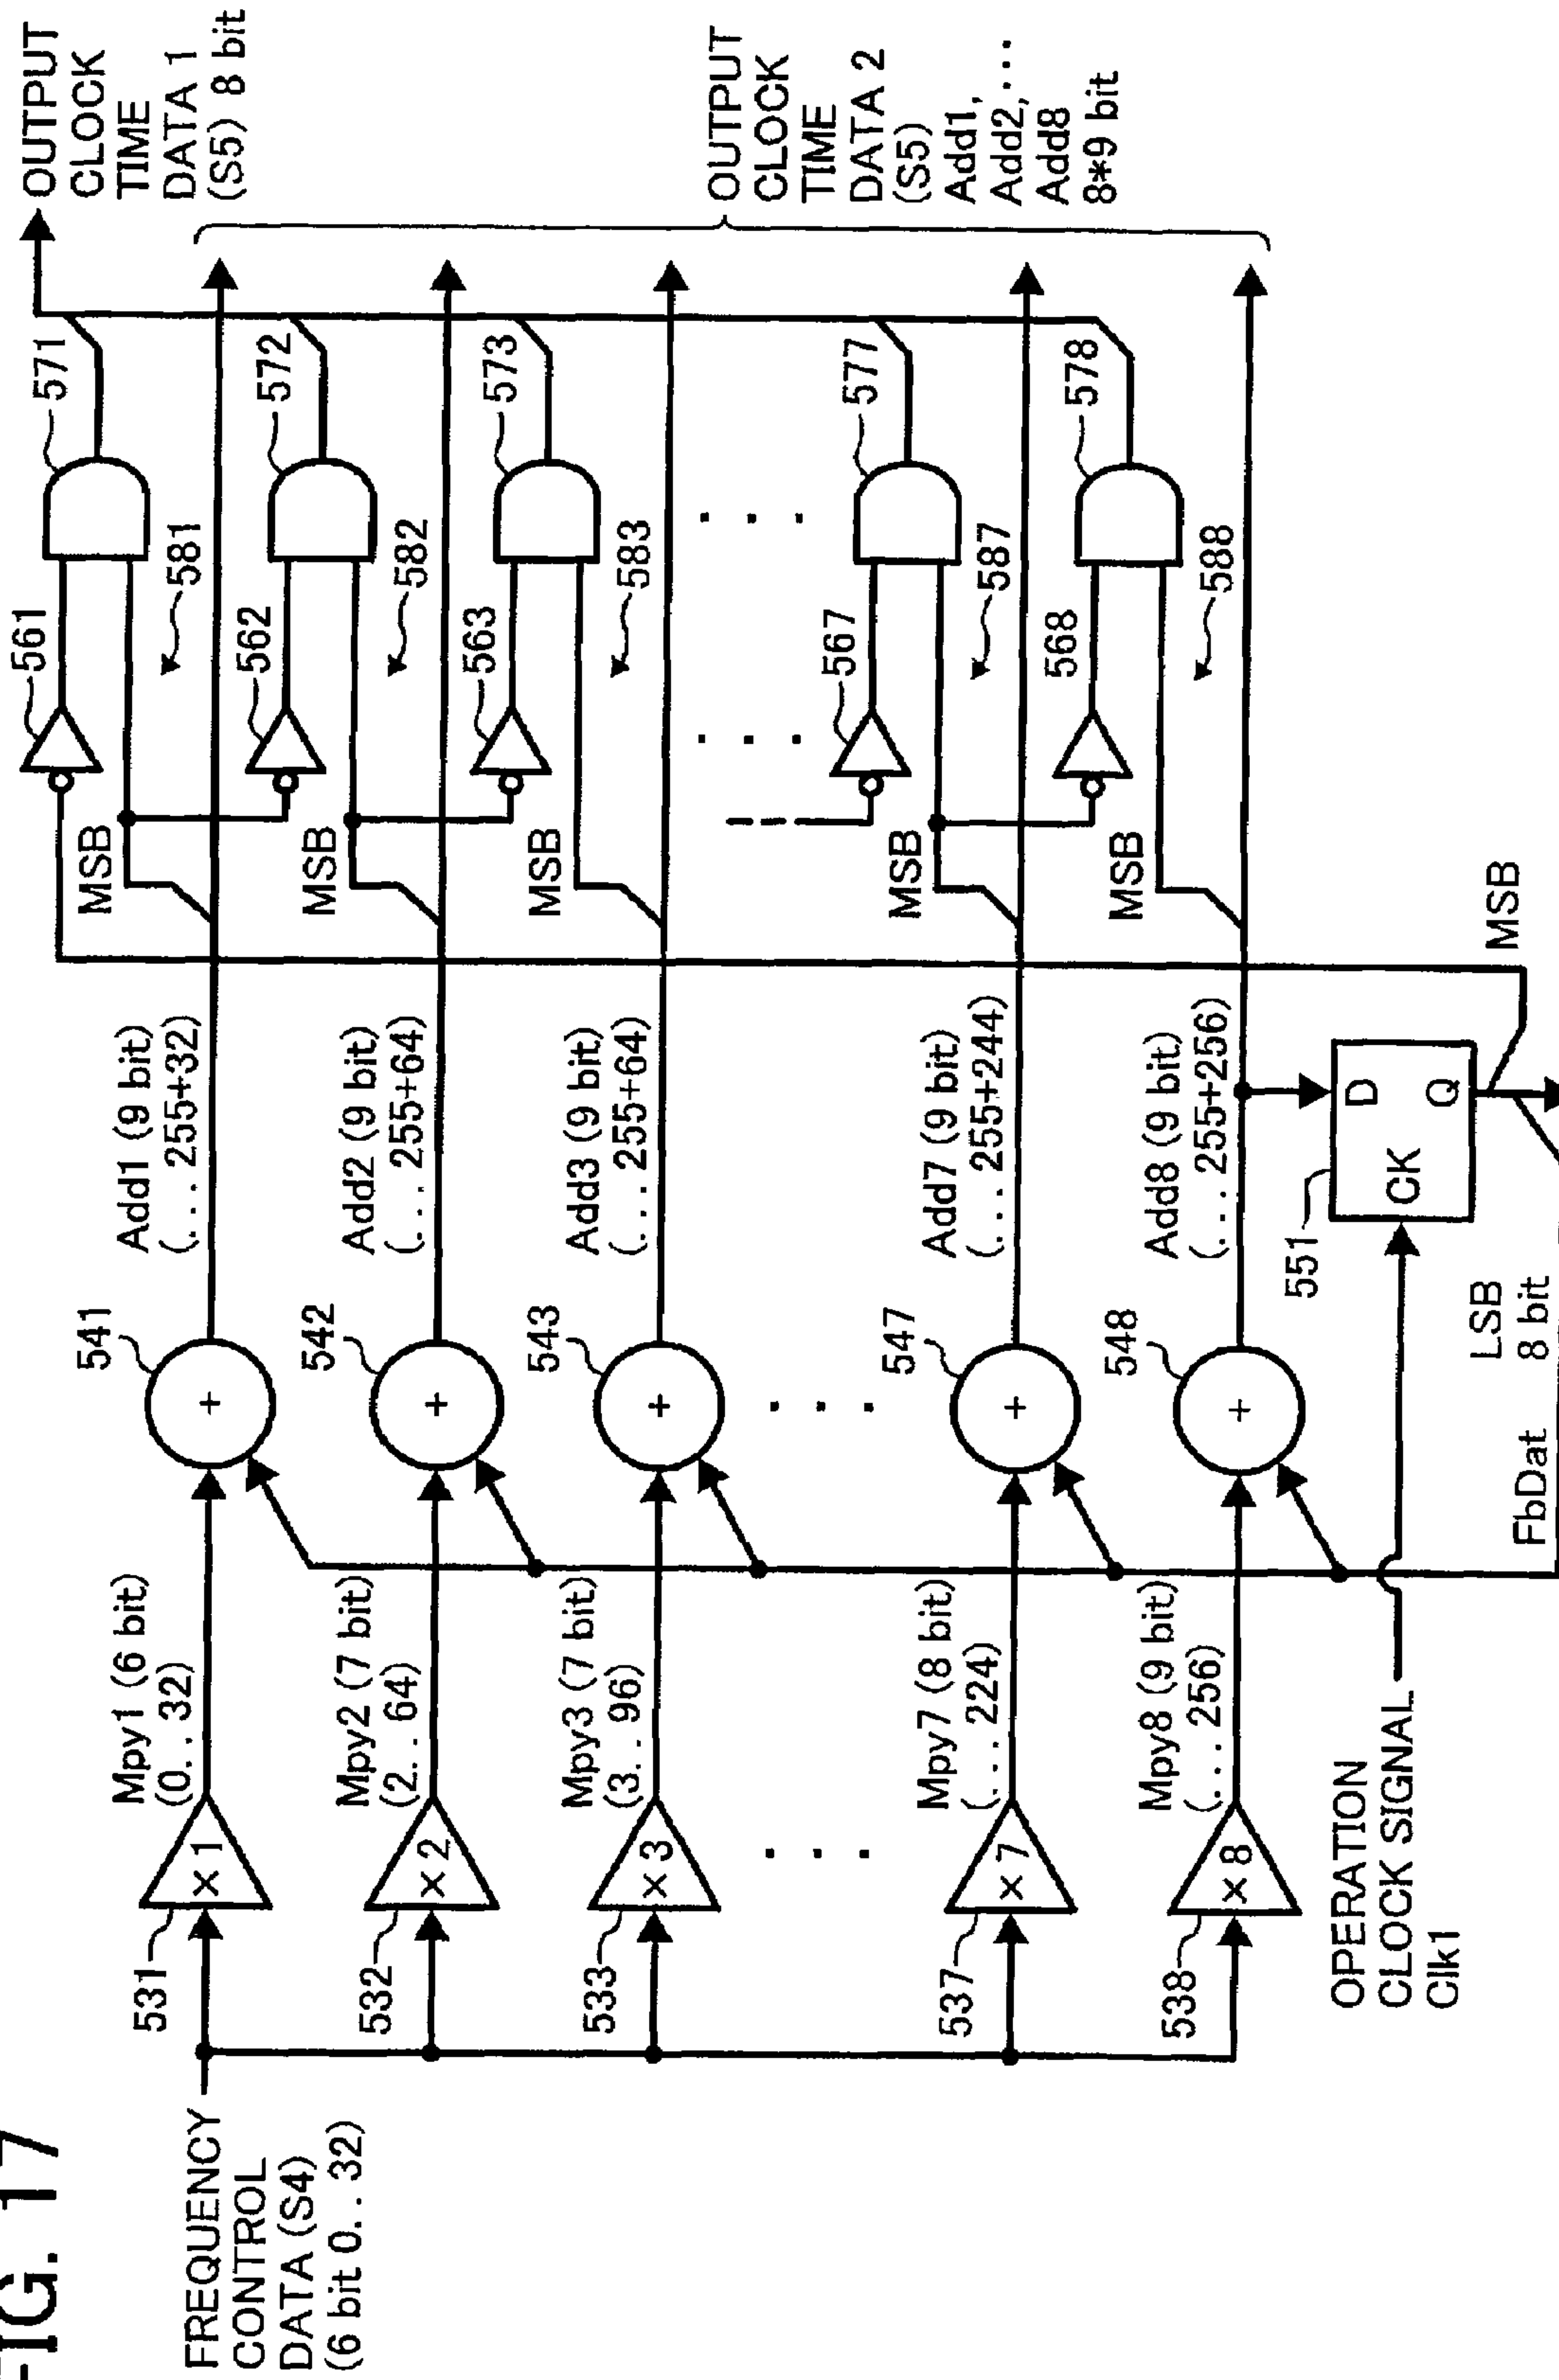 FIG. 17
FREQUENCY
CONTROL
DATA (S4)
(6 bit 0. . 32)
531
× 1
Mpy1 (6 bit)
(0. . 32)
541
+
Add1 (9 bit)
(. . . 255+32)
MSB
561
581
571
OUTPUT
CLOCK
TIME
DATA 1
(S5) 8 bit
532
× 2
Mpy2 (7 bit)
(2. . 64)
542
+
Add2 (9 bit)
(. . . 255+64)
MSB
562
582
572
533
× 3
Mpy3 (7 bit)
(3. . 96)
543
+
Add3 (9 bit)
(. . . 255+64)
MSB
563
583
573
OUTPUT
CLOCK
TIME
DATA 2
(S5)
Add1,
Add2, . . .
Add8
8*9 bit
. . .
. . .
. . .
. . .
537
× 7
Mpy7 (8 bit)
(. . . 224)
547
+
Add7 (9 bit)
(. . . 255+244)
MSB
567
587
577
538
× 8
Mpy8 (9 bit)
(. . . 256)
548
+
Add8 (9 bit)
(. . . 255+256)
MSB
568
588
578
OPERATION
CLOCK SIGNAL
Clk1
551
D
CK
Q
MSB
LSB
FbDat 8 bit